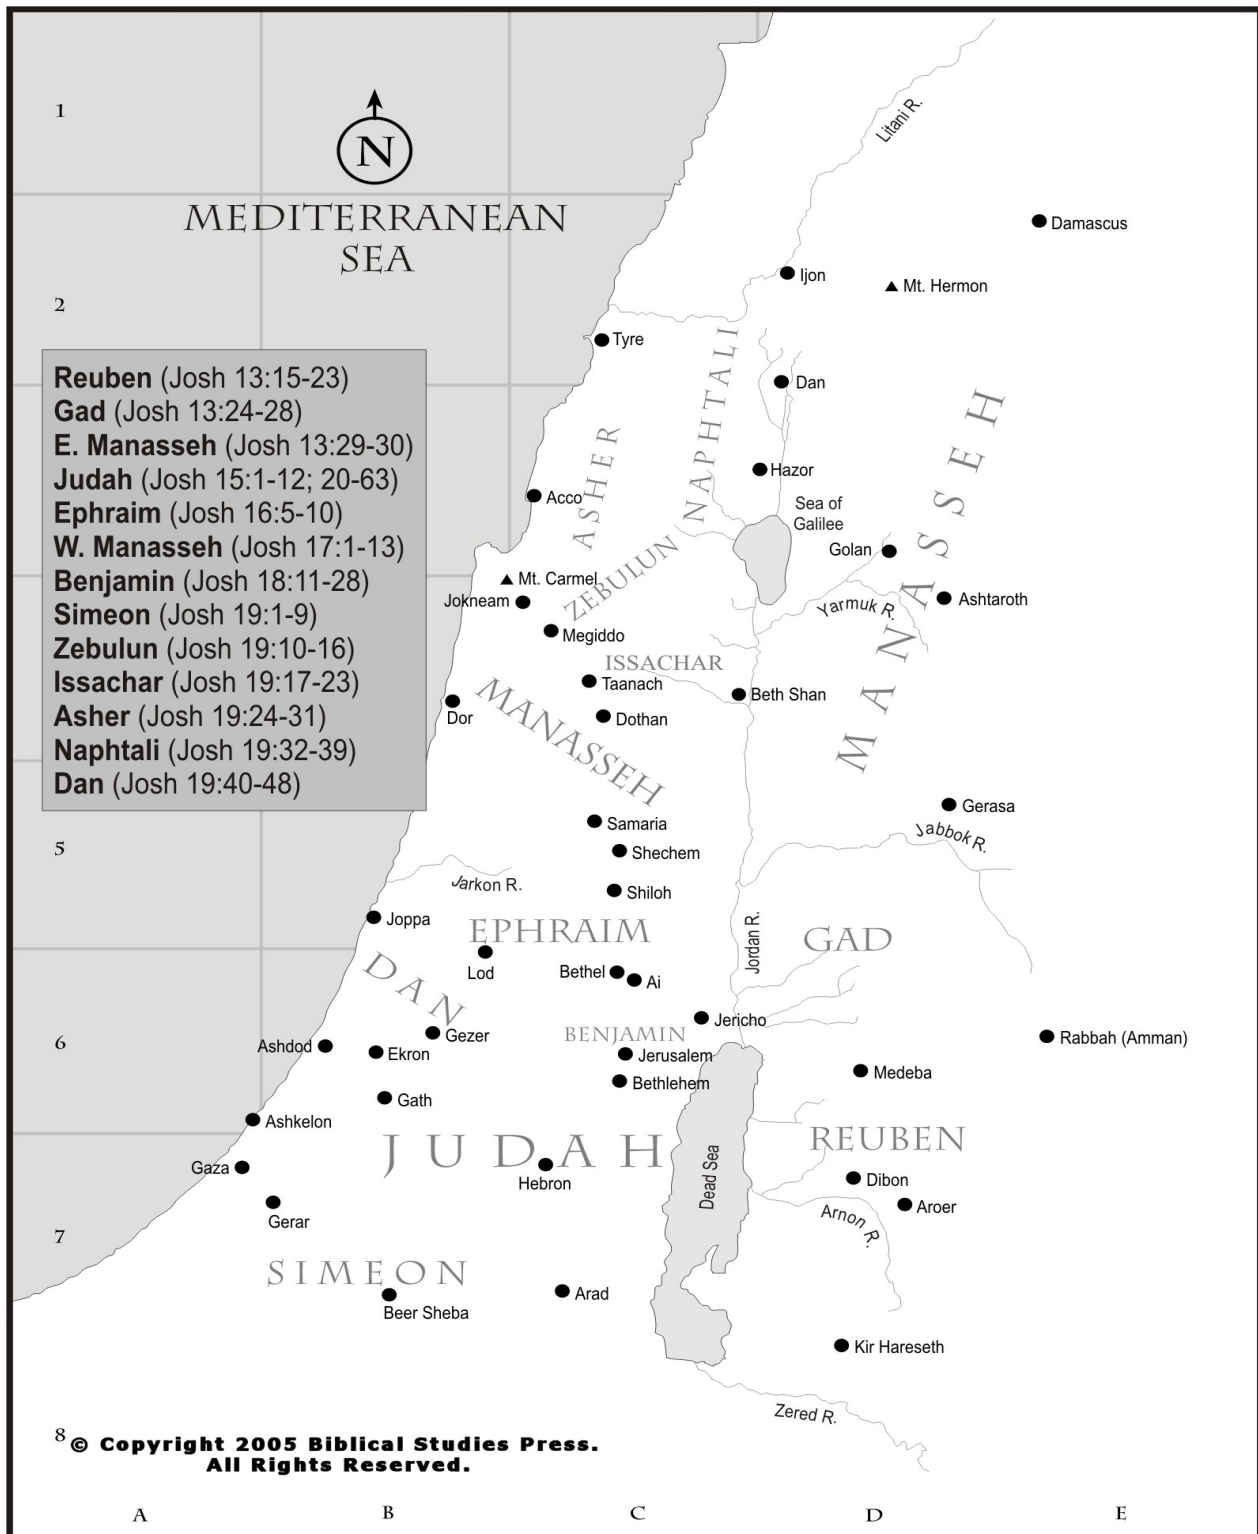 1
N
MEDITERRANEAN
SEA
Litani R.
Damascus
Ijon
Mt. Hermon
2
Tyre
Reuben (Josh 13:15-23)
Gad (Josh 13:24-28)
E. Manasseh (Josh 13:29-30)
Judah (Josh 15:1-12; 20-63)
Ephraim (Josh 16:5-10)
W. Manasseh (Josh 17:1-13)
Benjamin (Josh 18:11-28)
Simeon (Josh 19:1-9)
Zebulun (Josh 19:10-16)
Issachar (Josh 19:17-23)
Asher (Josh 19:24-31)
Naphtali (Josh 19:32-39)
Dan (Josh 19:40-48)
NAPHTALI
Dan
ASHER
MANASSEH
Hazor
Acco
Sea of
Galilee
Golan
Mt. Carmel
ZEBULUN
Jokneam
Yarmuk R.
Ashtaroth
Megiddo
ISSACHAR
Taanach
Beth Shan
Dor
MANASSEH
Dothan
Gerasa
Samaria
Jabbok R.
5
Shechem
Jarkon R.
Shiloh
Joppa
EPHRAIM
Jordan R.
GAD
DAN
Lod
Bethel
Ai
Jericho
6
Ashdod
Ekron
Gezer
BENJAMIN
Jerusalem
Rabbah (Amman)
Bethlehem
Medeba
Gath
Ashkelon
JUDAH
REUBEN
Gaza
Hebron
Dead Sea
Dibon
Gerar
Aroer
Arnon R.
7
SIMEON
Beer Sheba
Arad
Kir Hareseth
Zered R.
8
© Copyright 2005 Biblical Studies Press.
All Rights Reserved.
A
B
C
D
E